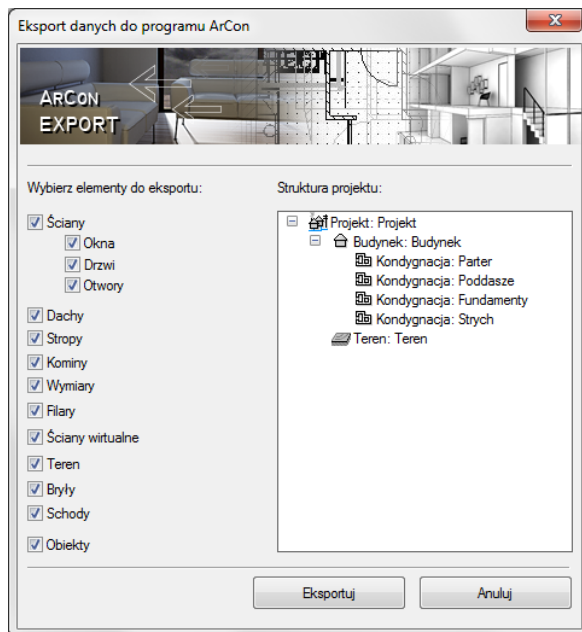 Eksport danych do programu ArCon
ARCON
EXPORT
Wybierz elementy do eksportu:
Ściany
Okna
Drzwi
Otwory
Dachy
Stropy
Kominy
Wymiary
Filary
Ściany wirtualne
Teren
Bryły
Schody
Obiekty
Struktura projektu:
Projekt: Projekt
Budynek: Budynek
Kondygnacja: Parter
Kondygnacja: Poddasze
Kondygnacja: Fundamenty
Kondygnacja: Strych
Teren: Teren
Eksportuj
Anuluj